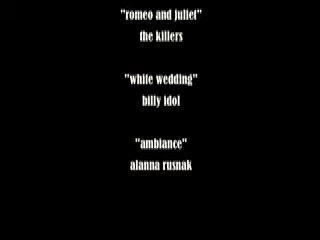 "romeo and juliet"
the killers
"white wedding"
billy idol
"ambiance"
alanna rusnak